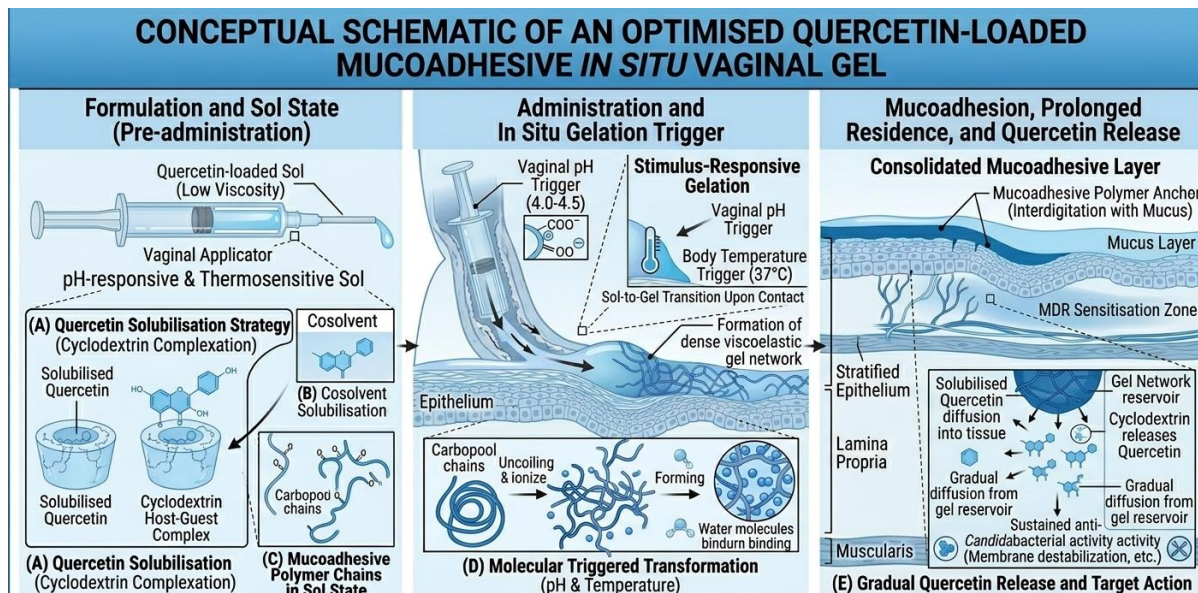 CONCEPTUAL SCHEMATIC OF AN OPTIMISED QUERCETIN-LOADED
MUCOADHESIVE IN SITU VAGINAL GEL
Formulation and Sol State
(Pre-administration)
Quercetin-loaded Sol
(Low Viscosity)
Vaginal Applicator
pH-responsive & Thermosensitive Sol
(A) Quercetin Solubilisation Strategy
(Cyclodextrin Complexation)
Solubilised
Quercetin
OH
HO
OH
Solubilised
Quercetin
Cyclodextrin
Host-Guest
Complex
(A) Quercetin Solubilisation
(Cyclodextrin Complexation)
Cosolvent
(B) Cosolvent
Solubilisation
Carbopool
chains
(C) Mucoadhesive
Polymer Chains
in Sol State
Administration and
In Situ Gelation Trigger
Vaginal pH
Trigger
(4.0-4.5)
COO⁻
OO
Stimulus-Responsive
Gelation
Vaginal pH
Trigger
Body Temperature
Trigger (37°C)
Sol-to-Gel Transition Upon Contact
Formation of
dense viscoelastic
gel network
Epithelium
Carbopool
chains
Uncoiling
& ionize
Forming
Water molecules
bindurn binding
(D) Molecular Triggered Transformation
(pH & Temperature)
Mucoadhesion, Prolonged
Residence, and Quercetin Release
Consolidated Mucoadhesive Layer
Mucoadhesive Polymer Ancher
(Interdigitation with Mucus)
Mucus Layer
MDR Sensitisation Zone
Stratified
Epithelium
Lamina
Propria
Muscularis
Solubilised
Quercetin
diffusion
into tissue
Gel Network
reservoir
Cyclodextrin
releases
Quercetin
Gradual
diffusion from
gel reservoir
Gradual
diffusion from
gel reservoir
Sustained anti-
Candidabacterial activity activity
(Membrane destabilization, etc.)
(E) Gradual Quercetin Release and Target Action